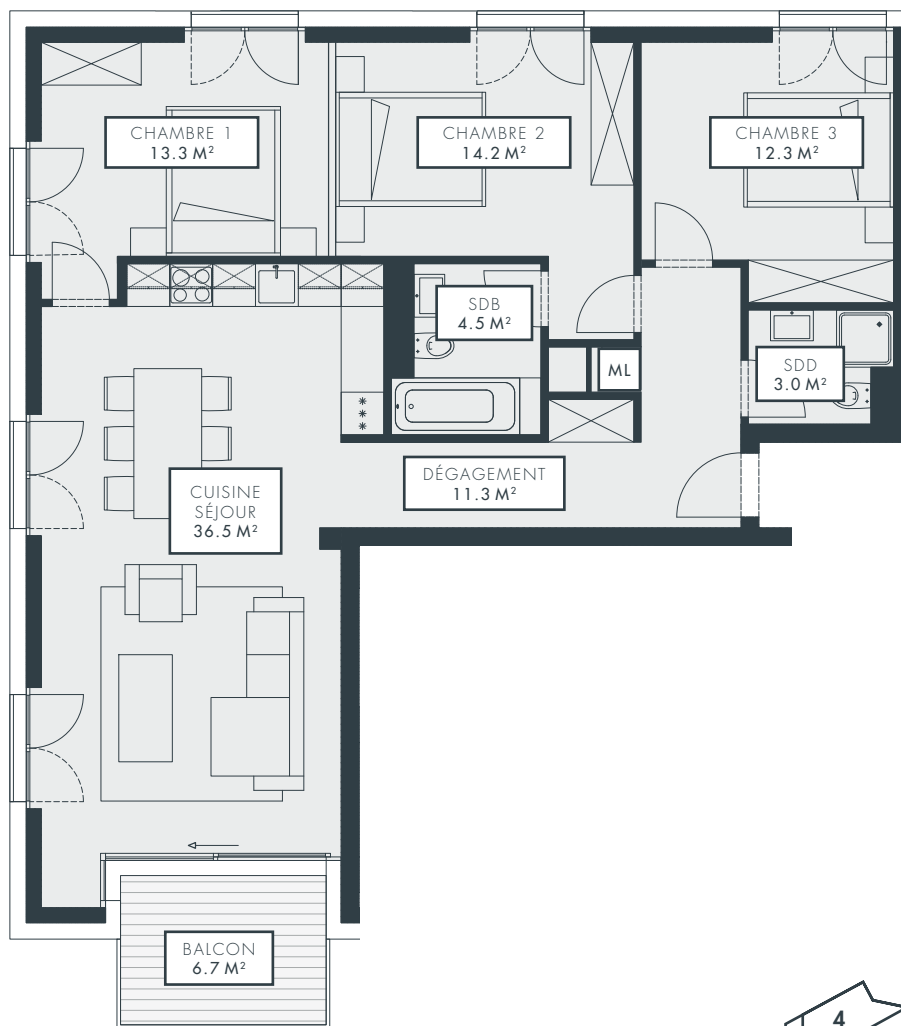 CHAMBRE 1
13.3 M²
CHAMBRE 2
14.2 M²
CHAMBRE 3
12.3 M²
SDB
4.5 M²
ML
SDD
3.0 M²
DÉGAGEMENT
11.3 M²
CUISINE
SÉJOUR
36.5 M²
BALCON
6.7 M²
4